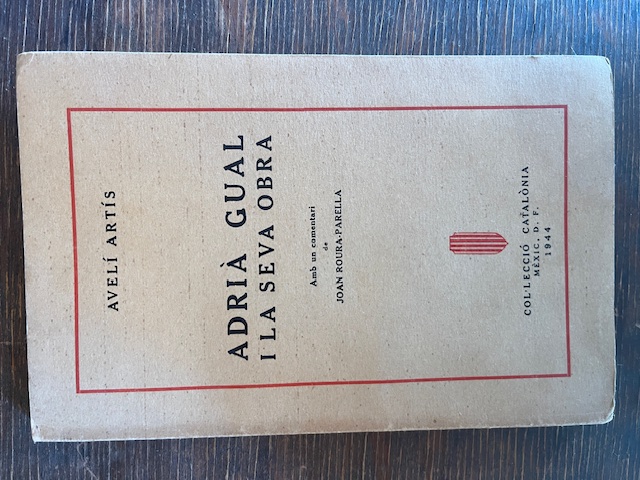 AVELÍ ARTÍS
ADRIÀ GUAL
I LA SEVA OBRA
Amb un comentari
de
JOAN ROURA-PARELLA
COL·LECCIÓ CATALÒNIA
MÈXIC, D. F.
1944